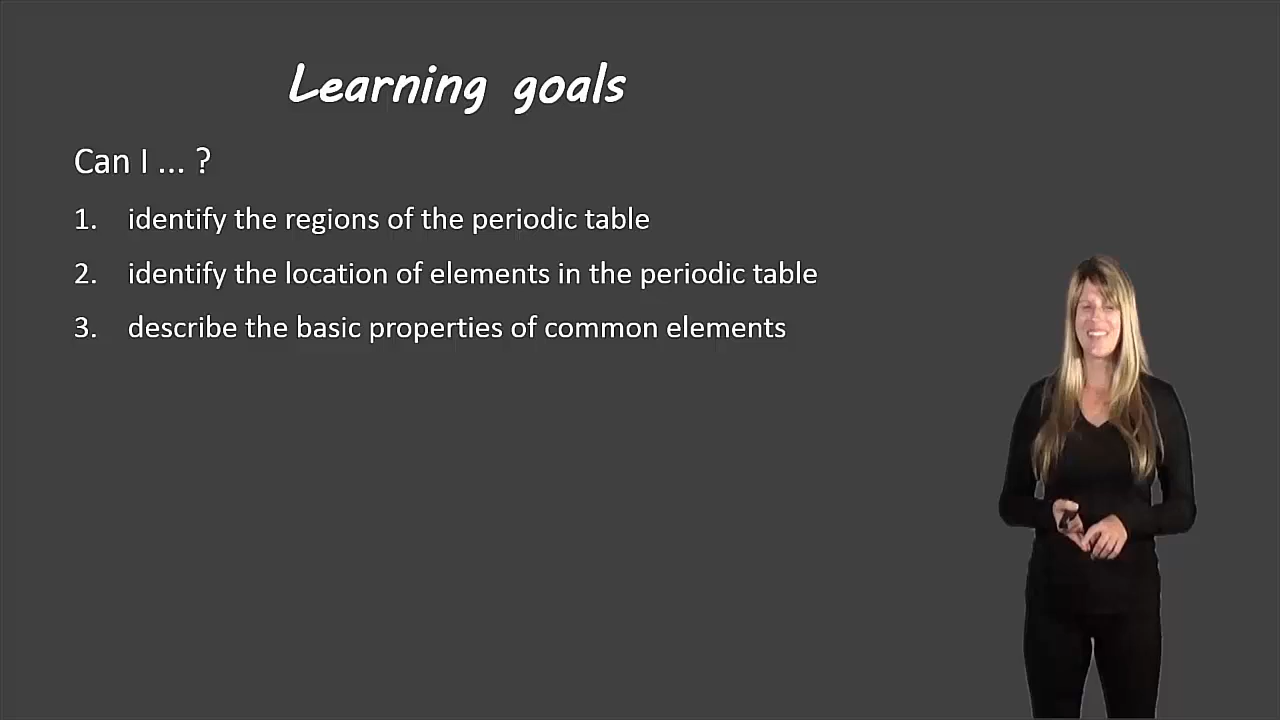 Learning goals
Can I ... ?
1. identify the regions of the periodic table
2. identify the location of elements in the periodic table
3. describe the basic properties of common elements